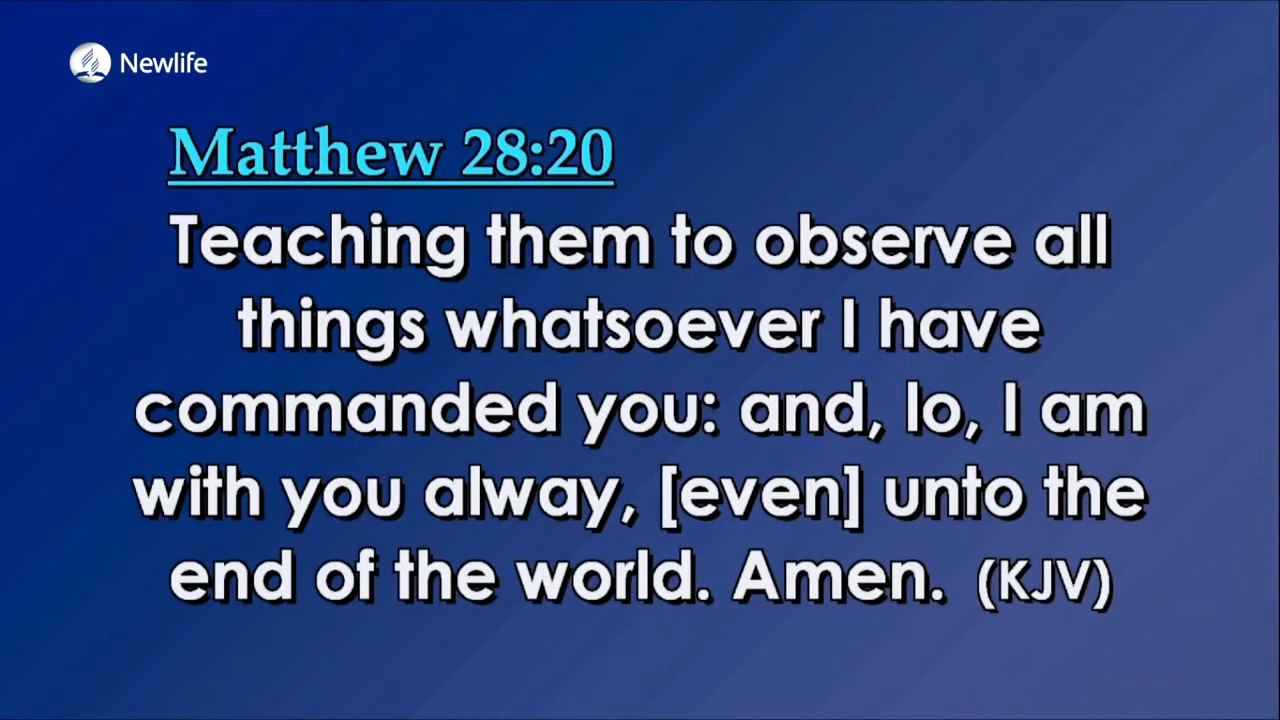 Newlife
Matthew 28:20
Teaching them to observe all
things whatsoever I have
commanded you: and, lo, I am
with you alway, [even] unto the
end of the world. Amen. (KJV)